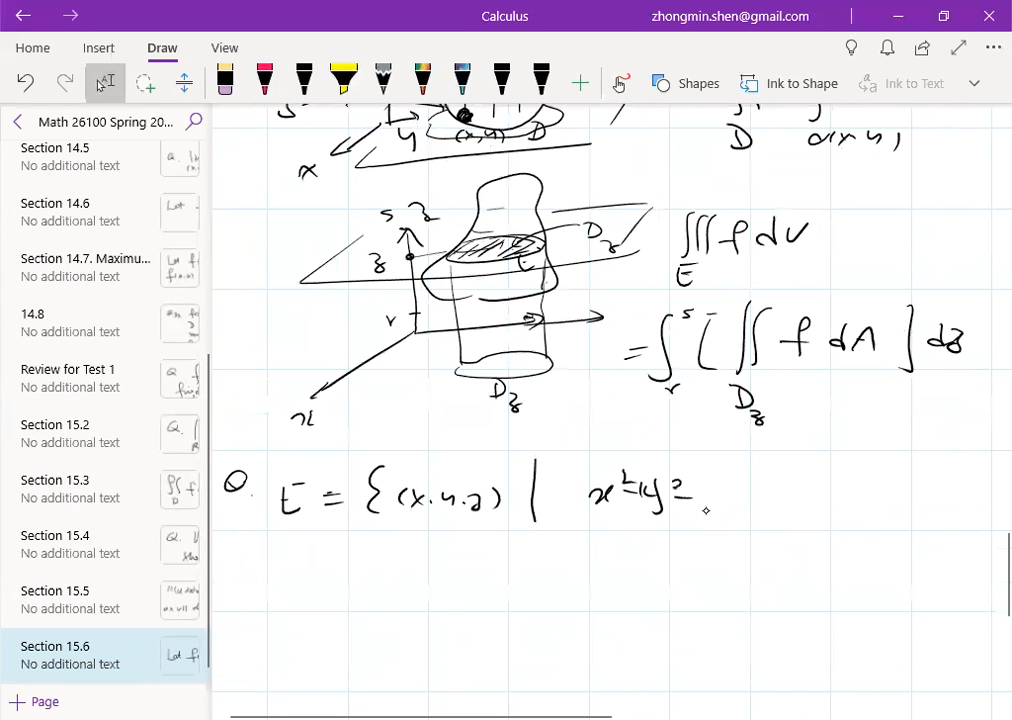 Calculus
zhongmin.shen@gmail.com
Home Insert Draw View
Shapes Ink to Shape Ink to Text
Math 26100 Spring 20...
Section 14.5
No additional text
Section 14.6
No additional text
Section 14.7. Maximu...
No additional text
14.8
No additional text
Review for Test 1
No additional text
Section 15.2
No additional text
Section 15.3
No additional text
Section 15.4
No additional text
Section 15.5
No additional text
Section 15.6
No additional text
Page
x y (x,y) D
D d(x,y)
s z
z D_z
E
r
x D_z
∭_E f dV
= ∫_r^s [ ∬_{D_z} f dA ] dz
Q. E = {(x.y.z) | x²+y²